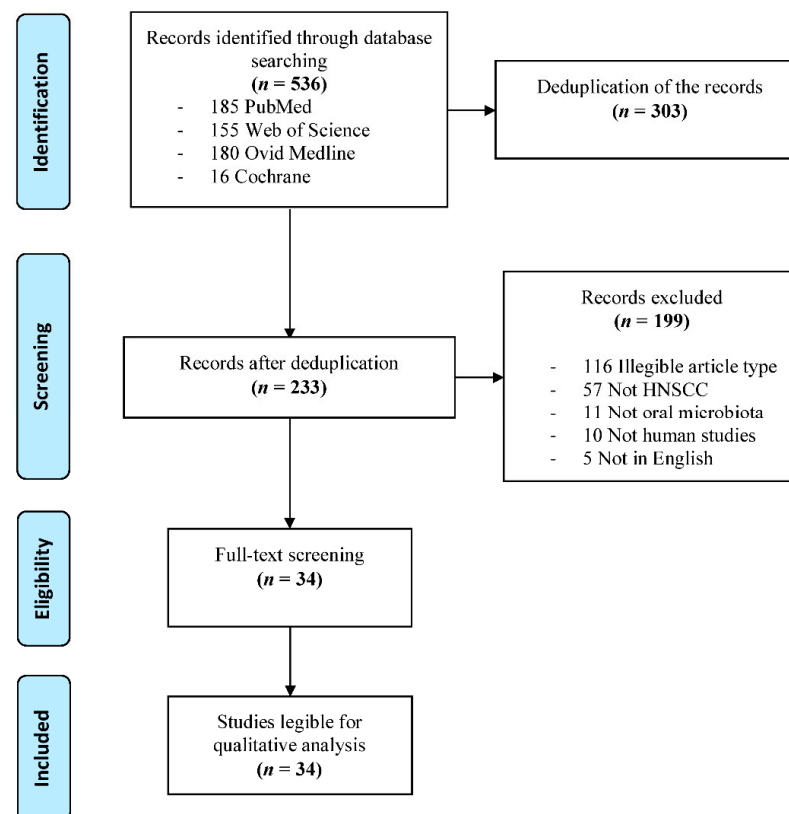 Identification
Records identified through database
searching
(n = 536)
- 185 PubMed
- 155 Web of Science
- 180 Ovid Medline
- 16 Cochrane
Deduplication of the records
(n = 303)
Screening
Records after deduplication
(n = 233)
Records excluded
(n = 199)
- 116 Illegible article type
- 57 Not HNSCC
- 11 Not oral microbiota
- 10 Not human studies
- 5 Not in English
Eligibility
Full-text screening
(n = 34)
Included
Studies legible for
qualitative analysis
(n = 34)